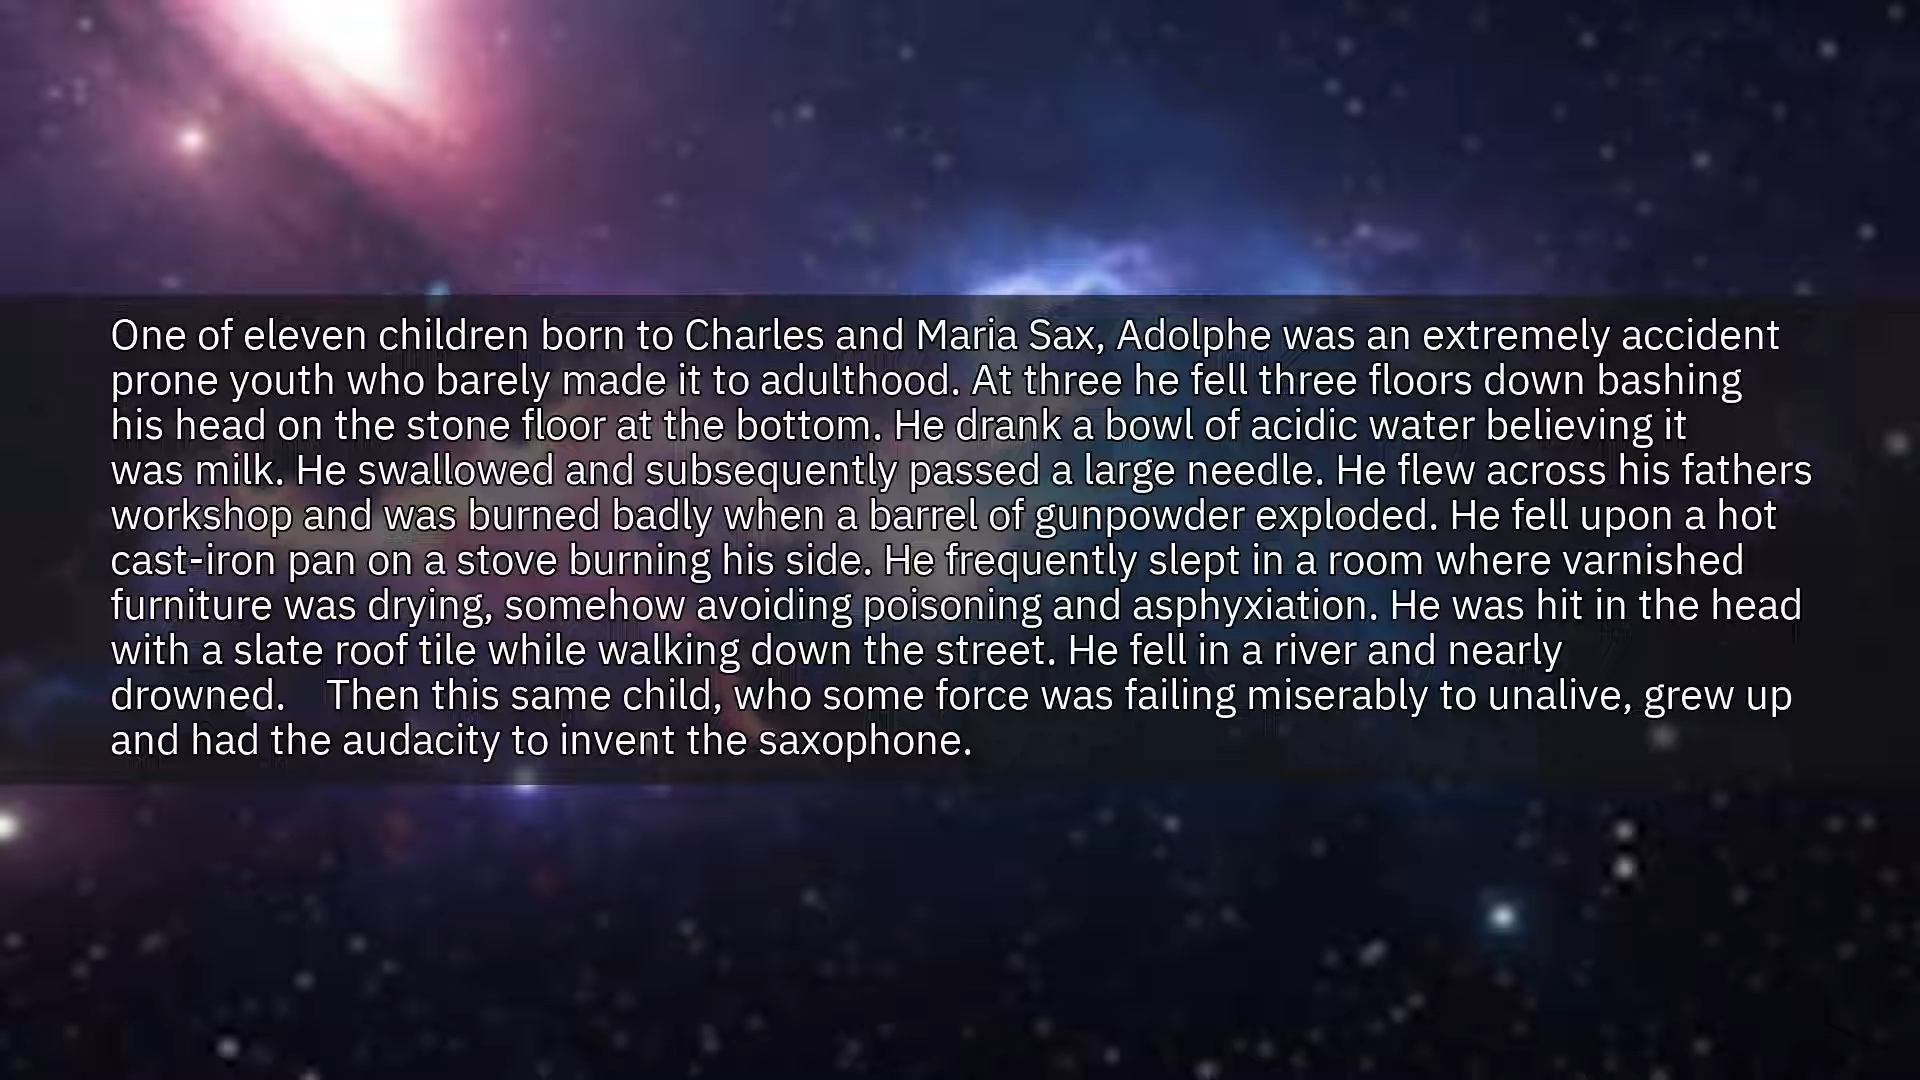 One of eleven children born to Charles and Maria Sax, Adolphe was an extremely accident
prone youth who barely made it to adulthood. At three he fell three floors down bashing
his head on the stone floor at the bottom. He drank a bowl of acidic water believing it
was milk. He swallowed and subsequently passed a large needle. He flew across his fathers
workshop and was burned badly when a barrel of gunpowder exploded. He fell upon a hot
cast-iron pan on a stove burning his side. He frequently slept in a room where varnished
furniture was drying, somehow avoiding poisoning and asphyxiation. He was hit in the head
with a slate roof tile while walking down the street. He fell in a river and nearly
drowned.    Then this same child, who some force was failing miserably to unalive, grew up
and had the audacity to invent the saxophone.